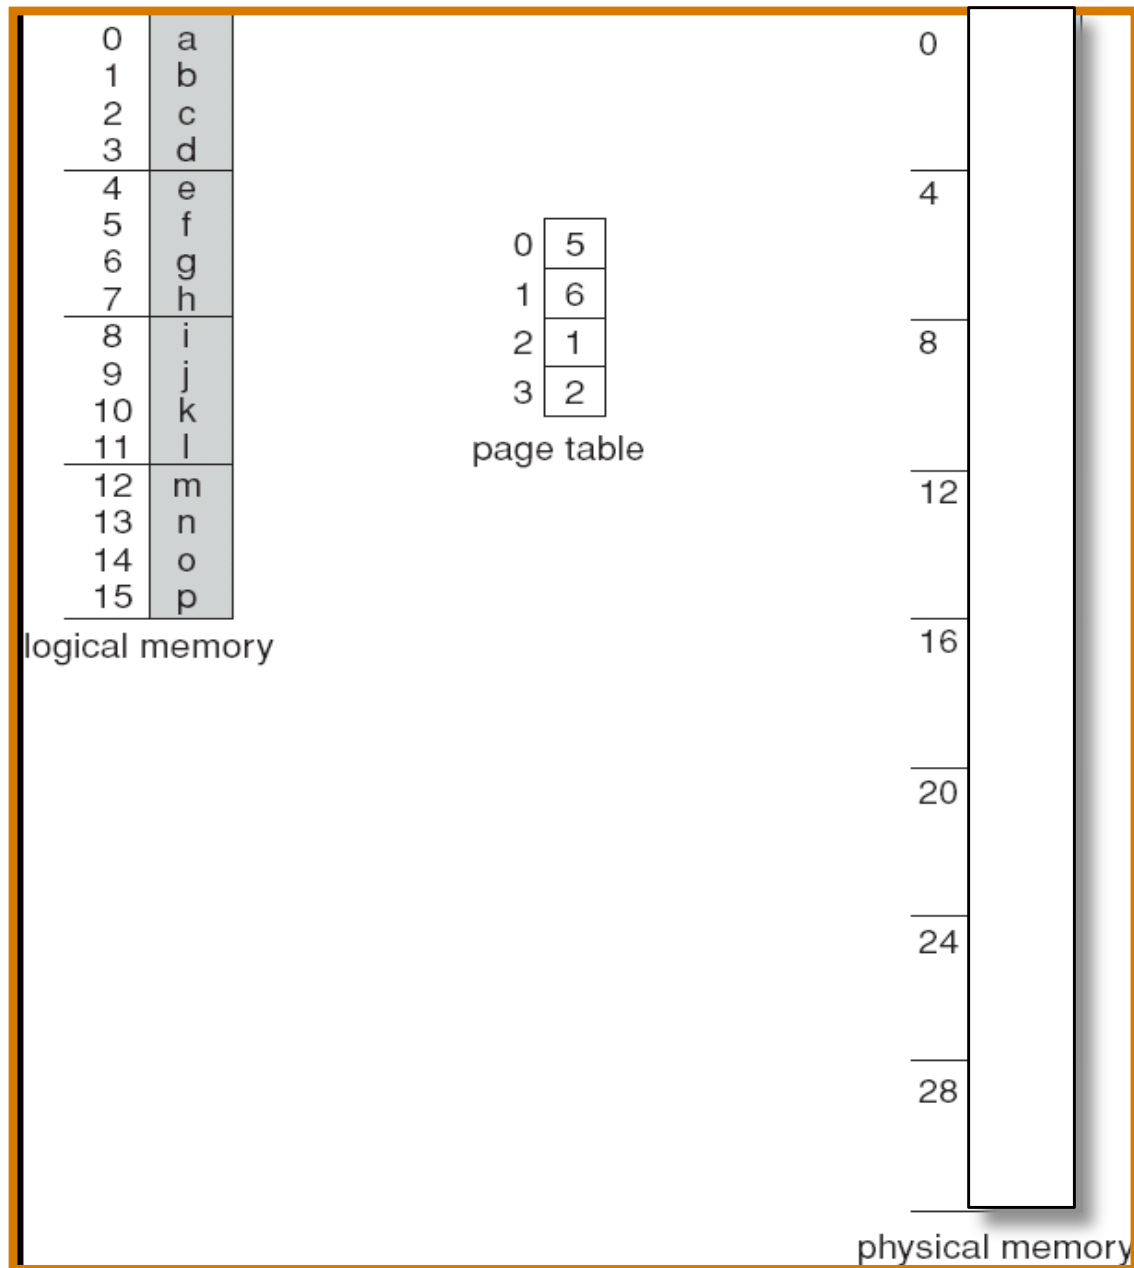 0 a
1 b
2 c
3 d
4 e
5 f
6 g
7 h
8 i
9 j
10 k
11 l
12 m
13 n
14 o
15 p
logical memory
0 5
1 6
2 1
3 2
page table
0
4
8
12
16
20
24
28
physical memory